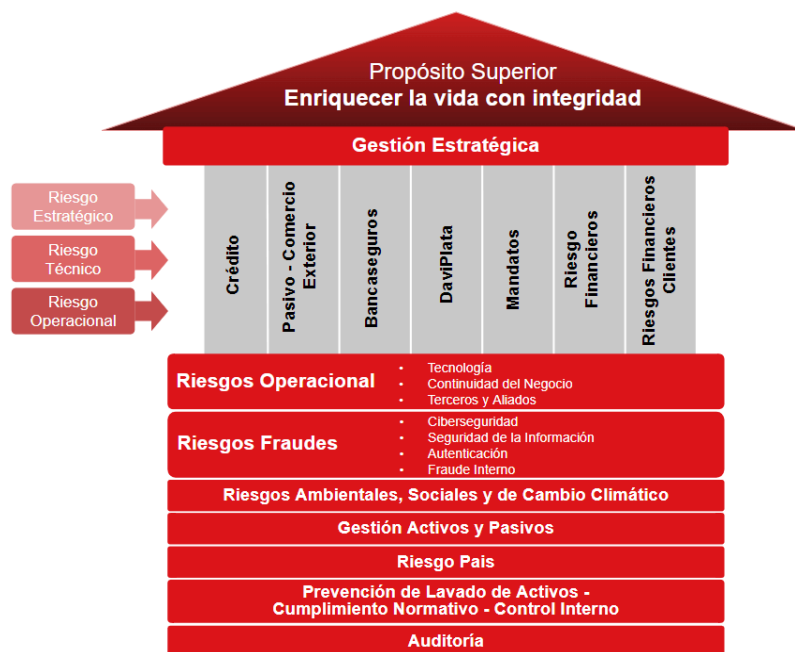 Propósito Superior
Enriquecer la vida con integridad
Gestión Estratégica
Riesgo
Estratégico
Riesgo
Técnico
Riesgo
Operacional
Crédito
Pasivo - Comercio
Exterior
Bancaseguros
DaviPlata
Mandatos
Riesgo
Financieros
Riesgos Financieros
Clientes
Riesgos Operacional
• Tecnología
• Continuidad del Negocio
• Terceros y Aliados
Riesgos Fraudes
• Ciberseguridad
• Seguridad de la Información
• Autenticación
• Fraude Interno
Riesgos Ambientales, Sociales y de Cambio Climático
Gestión Activos y Pasivos
Riesgo Pais
Prevención de Lavado de Activos -
Cumplimiento Normativo - Control Interno
Auditoría